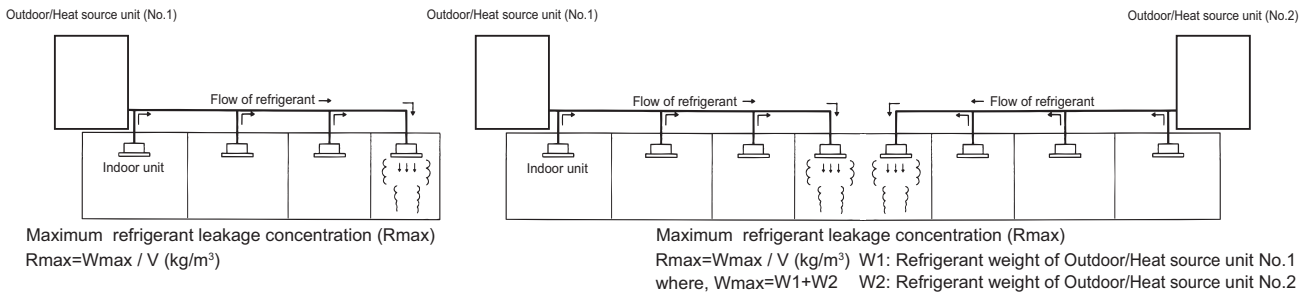 Outdoor/Heat source unit (No.1)
Flow of refrigerant →
Indoor unit
Maximum refrigerant leakage concentration (Rmax)
Rmax=Wmax / V (kg/m³)
Outdoor/Heat source unit (No.1)
Outdoor/Heat source unit (No.2)
Flow of refrigerant →
← Flow of refrigerant
Indoor unit
Maximum refrigerant leakage concentration (Rmax)
Rmax=Wmax / V (kg/m³) W1: Refrigerant weight of Outdoor/Heat source unit No.1
where, Wmax=W1+W2 W2: Refrigerant weight of Outdoor/Heat source unit No.2